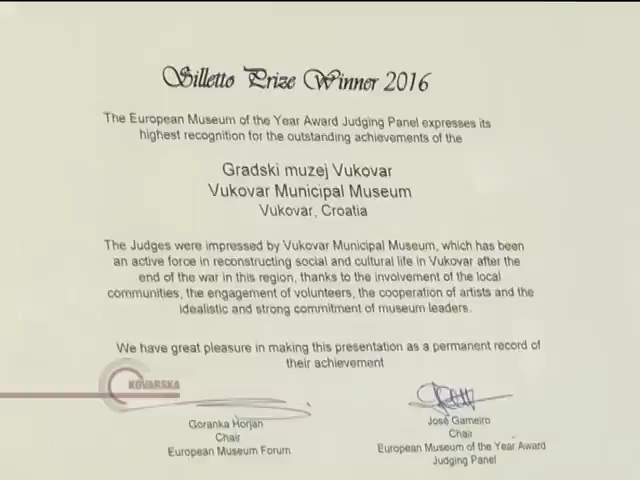 Silletto Prize Winner 2016
The European Museum of the Year Award Judging Panel expresses its
highest recognition for the outstanding achievements of the
Gradski muzej Vukovar
Vukovar Municipal Museum
Vukovar, Croatia
The Judges were impressed by Vukovar Municipal Museum, which has been
an active force in reconstructing social and cultural life in Vukovar after the
end of the war in this region, thanks to the involvement of the local
communities, the engagement of volunteers, the cooperation of artists and the
idealistic and strong commitment of museum leaders.
We have great pleasure in making this presentation as a permanent record of
their achievement
KOVARSKA
Goranka Horjan
Chair
European Museum Forum
José Gameiro
Chair
European Museum of the Year Award
Judging Panel